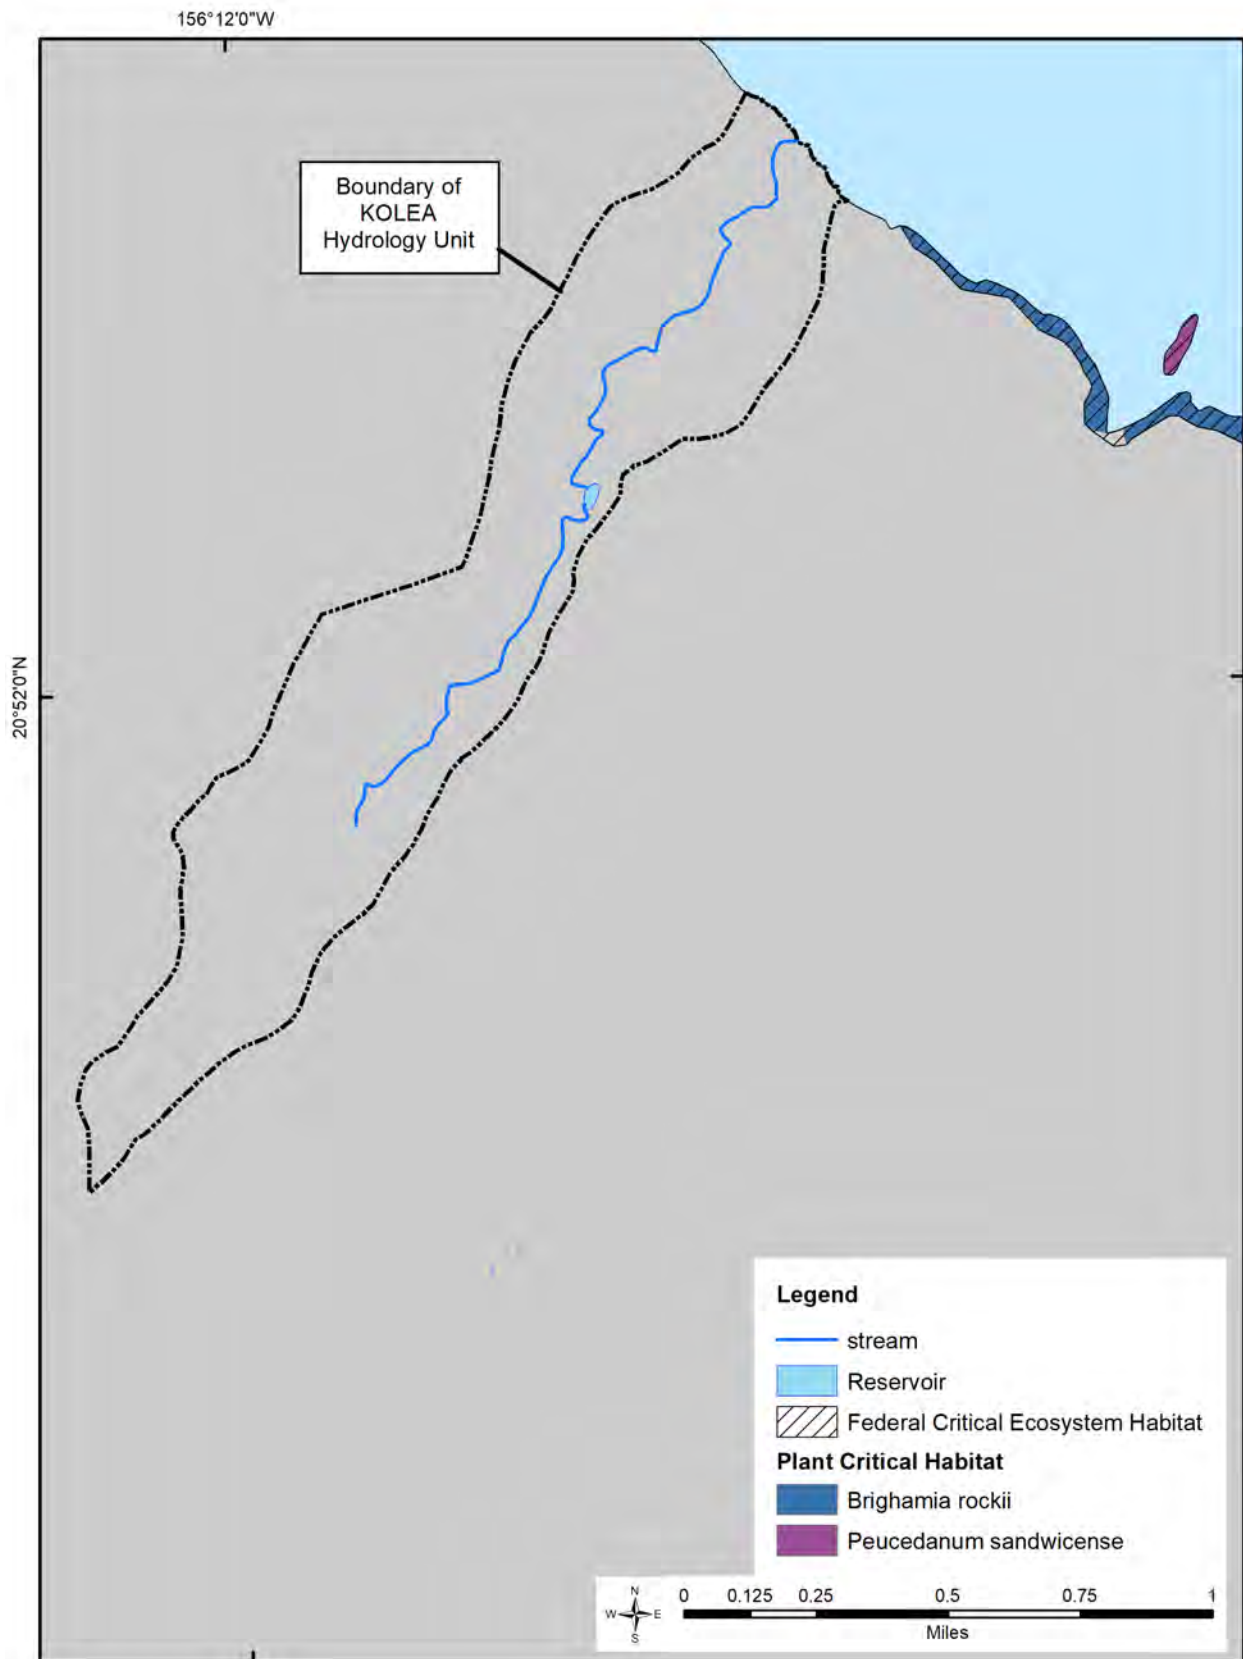 156°12'0"W
Boundary of
KOLEA
Hydrology Unit
20°52'0"N
Legend
stream
Reservoir
Federal Critical Ecosystem Habitat
Plant Critical Habitat
Brighamia rockii
Peucedanum sandwicense
N
W E
S
0 0.125 0.25 0.5 0.75 1
Miles